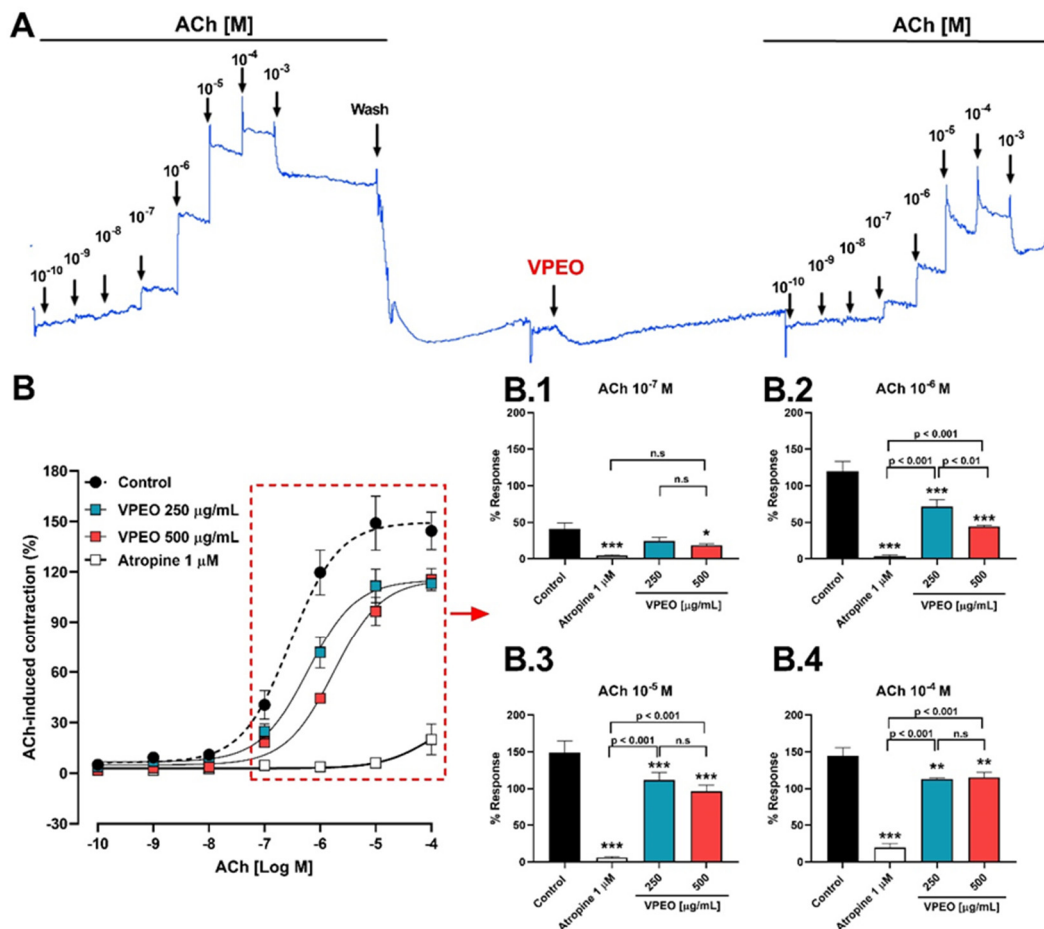 A
ACh [M]
ACh [M]
10-10
10-9
10-8
10-7
10-6
10-5
10-4
10-3
Wash
VPEO
10-10
10-9
10-8
10-7
10-6
10-5
10-4
10-3
B
ACh-induced contraction (%)
180
150
120
90
60
30
0
-30
Control
VPEO 250 µg/mL
VPEO 500 µg/mL
Atropine 1 µM
-10 -9 -8 -7 -6 -5 -4
ACh [Log M]
B.1
ACh 10-7 M
% Response
200
150
100
50
0
n.s
n.s
***
*
Control
Atropine 1 µM
250
500
VPEO [µg/mL]
B.2
ACh 10-6 M
% Response
200
150
100
50
0
p < 0.001
p < 0.001 p < 0.01
***
***
***
Control
Atropine 1 µM
250
500
VPEO [µg/mL]
B.3
ACh 10-5 M
% Response
200
150
100
50
0
p < 0.001
p < 0.001 n.s
***
***
***
Control
Atropine 1 µM
250
500
VPEO [µg/mL]
B.4
ACh 10-4 M
% Response
200
150
100
50
0
p < 0.001
p < 0.001 n.s
***
**
**
Control
Atropine 1 µM
250
500
VPEO [µg/mL]